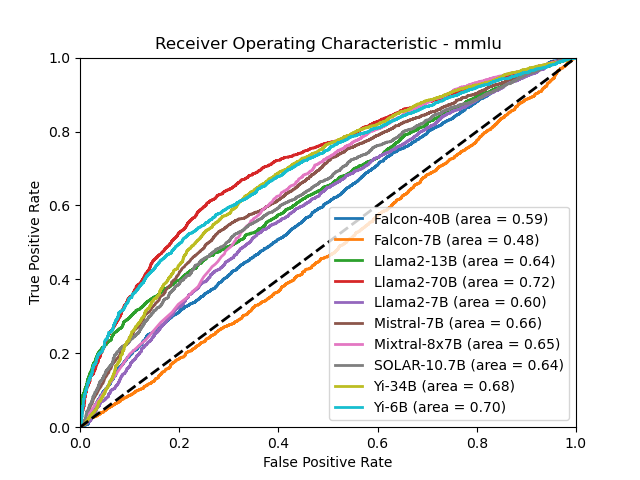 Receiver Operating Characteristic - mmlu
True Positive Rate
1.0
0.8
0.6
0.4
0.2
0.0
Falcon-40B (area = 0.59)
Falcon-7B (area = 0.48)
Llama2-13B (area = 0.64)
Llama2-70B (area = 0.72)
Llama2-7B (area = 0.60)
Mistral-7B (area = 0.66)
Mixtral-8x7B (area = 0.65)
SOLAR-10.7B (area = 0.64)
Yi-34B (area = 0.68)
Yi-6B (area = 0.70)
0.0 0.2 0.4 0.6 0.8 1.0
False Positive Rate